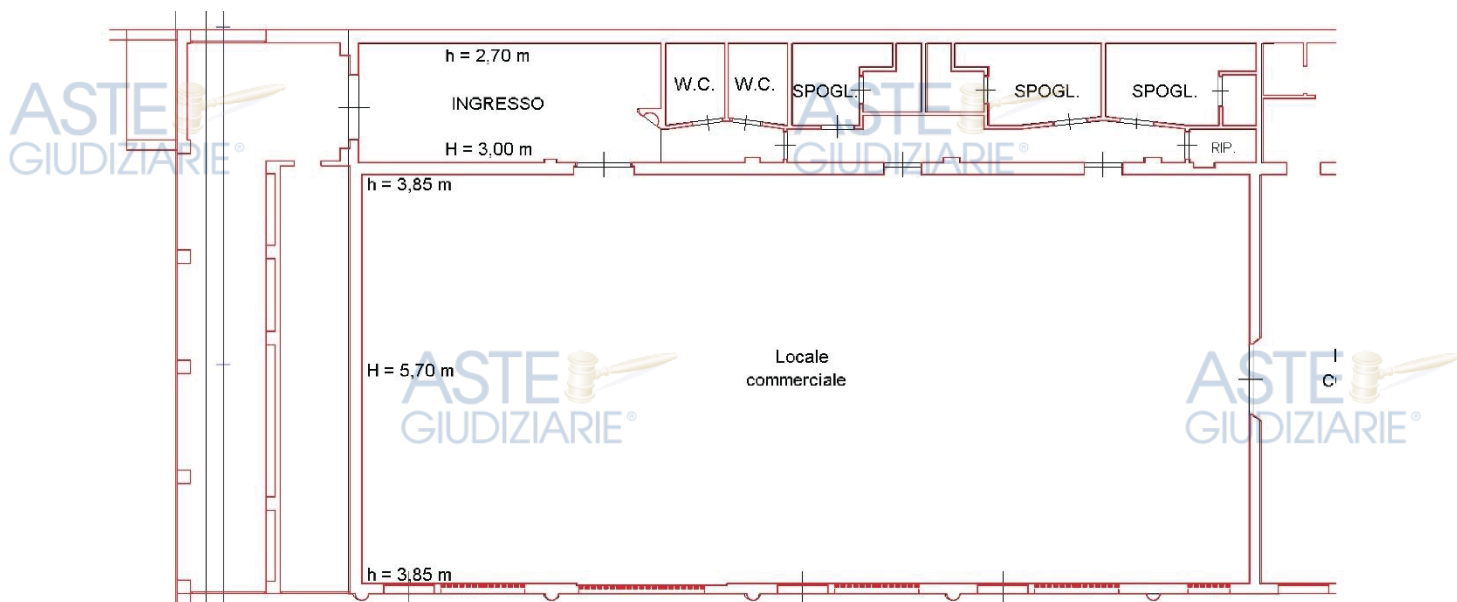 h = 2,70 m
W.C.
W.C.
SPOGL.
SPOGL.
SPOGL.
INGRESSO
ASTE
GIUDIZIARIE®
ASTE
GIUDIZIARIE®
H = 3,00 m
RIP.
h = 3,85 m
Locale
commerciale
H = 5,70 m
ASTE
GIUDIZIARIE®
ASTE
GIUDIZIARIE®
h = 3,85 m